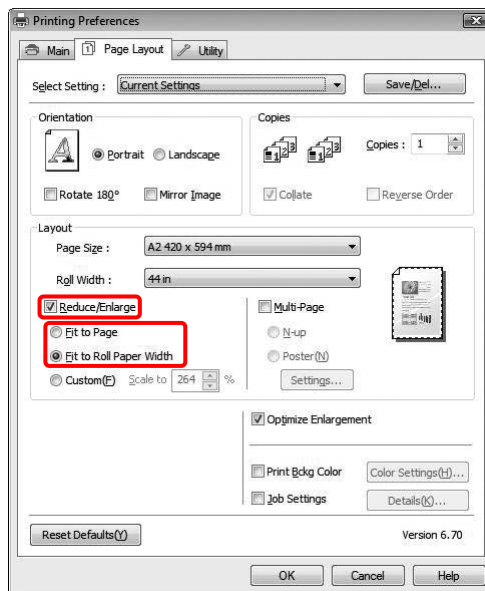 Printing Preferences
Main Page Layout Utility
Select Setting : Current Settings Save/Del...
Orientation Copies
Portrait Landscape Copies : 1
Rotate 180° Mirror Image Collate Reverse Order
Layout
Page Size : A2 420 x 594 mm
Roll Width : 44 in
Reduce/Enlarge Multi-Page
Fit to Page N-up
Fit to Roll Paper Width Poster(N)
Custom(F) Scale to 264 % Settings...
Optimize Enlargement
Print Bckg Color Color Settings(H)...
Job Settings Details(K)...
Reset Defaults(Y) Version 6.70
OK Cancel Help